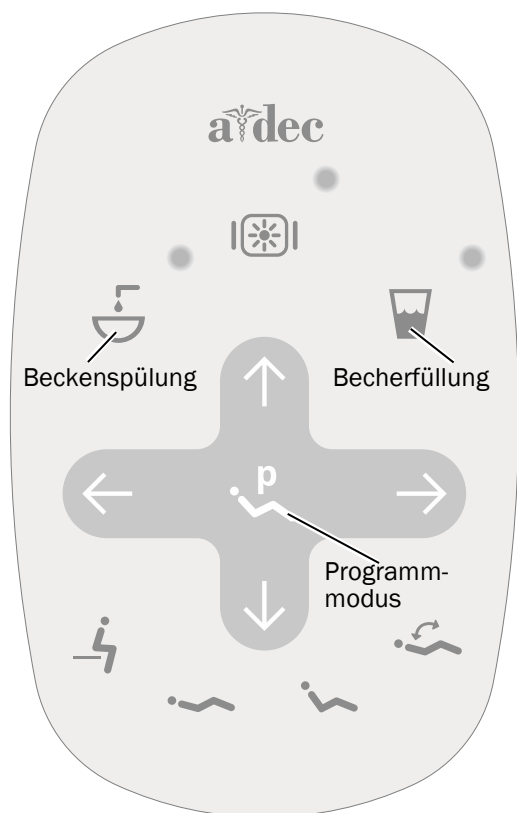 a dec
Beckenspülung
Becherfüllung
p
Programm-
modus